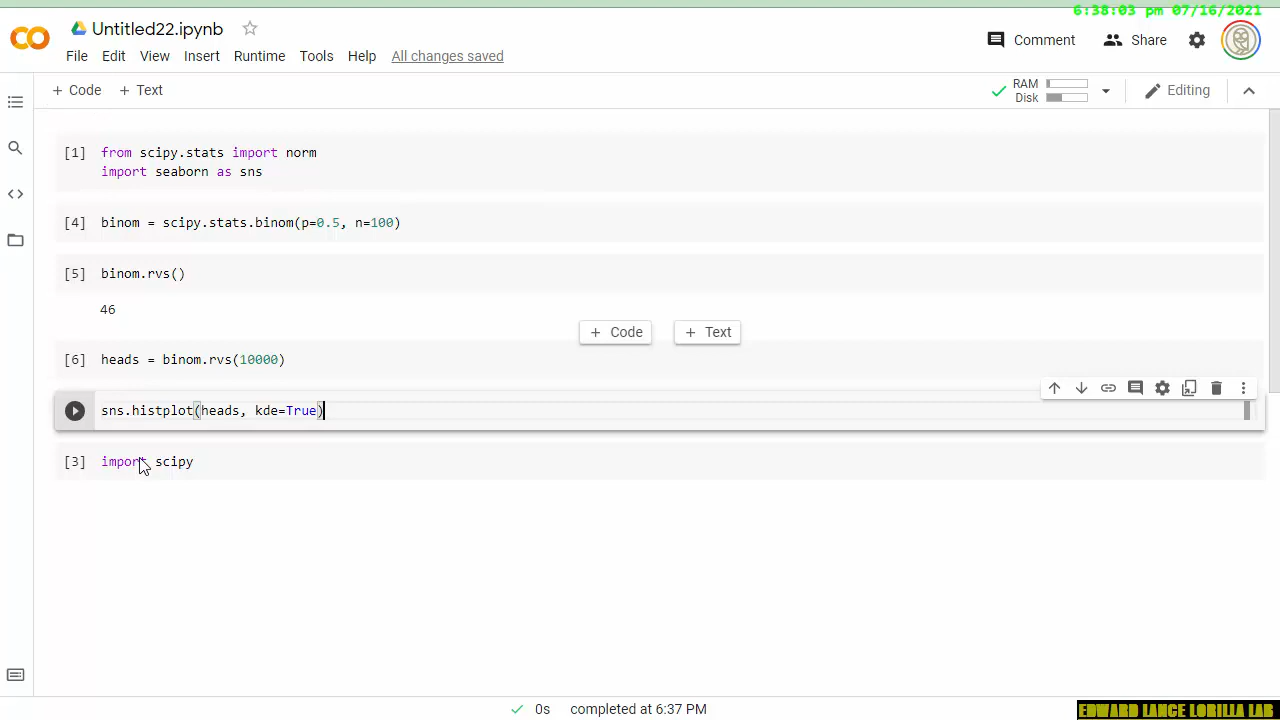 6:38:03 pm 07/16/2021
Untitled22.ipynb
Comment
Share
File Edit View Insert Runtime Tools Help All changes saved
+ Code + Text
RAM
Disk
Editing
[1] from scipy.stats import norm
import seaborn as sns
[4] binom = scipy.stats.binom(p=0.5, n=100)
[5] binom.rvs()
46
+ Code + Text
[6] heads = binom.rvs(10000)
sns.histplot(heads, kde=True)
[3] import scipy
0s completed at 6:37 PM
EDWARD LANCE LORILLA LAB